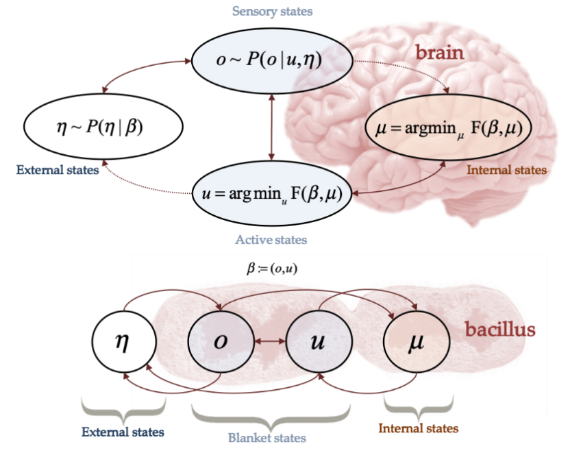 Sensory states
o ~ P(o|u,η)
brain
η ~ P(η|β)
μ = argmin_μ F(β,μ)
External states
Internal states
u = arg min_u F(β,μ)
Active states
β := (o,u)
η
o
u
μ
bacillus
External states
Blanket states
Internal states